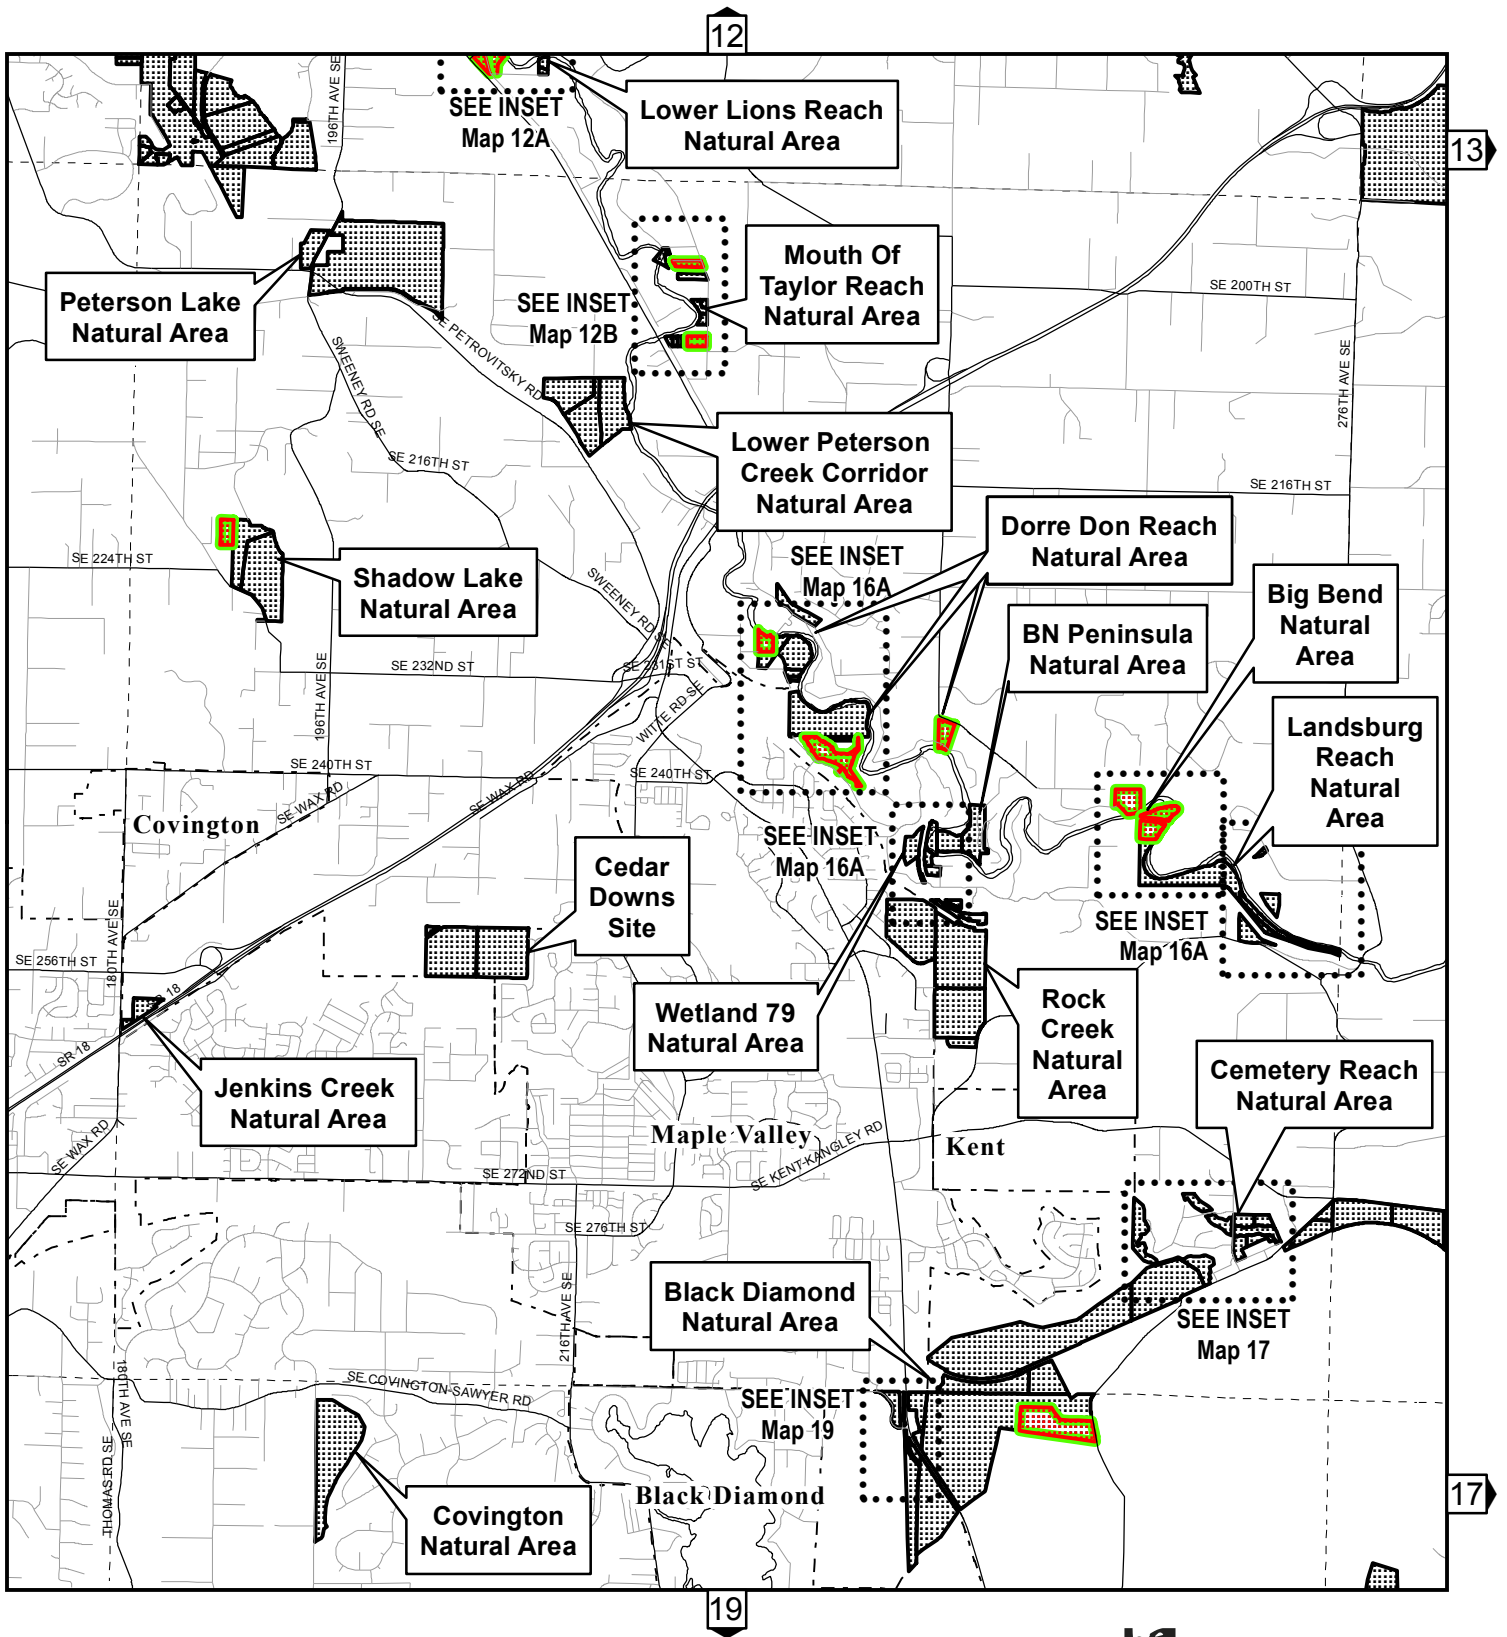 12
196TH AVE SE
SEE INSET
Map 12A
Lower Lions Reach
Natural Area
13
Peterson Lake
Natural Area
SEE INSET
Map 12B
Mouth Of
Taylor Reach
Natural Area
SE 200TH ST
276TH AVE SE
SE PETROVITSKY RD
SWEENEY RD SE
Lower Peterson
Creek Corridor
Natural Area
SE 216TH ST
SE 216TH ST
Dorre Don Reach
Natural Area
SE 224TH ST
Shadow Lake
Natural Area
SEE INSET
Map 16A
SWEENEY RD SE
Big Bend
Natural
Area
BN Peninsula
Natural Area
SE 232ND ST
SE 231ST ST
196TH AVE SE
WITTE RD SE
Landsburg
Reach
Natural
Area
SE 240TH ST
SE WAX RD
SE WAX RD
SE 240TH ST
Covington
SEE INSET
Map 16A
Cedar
Downs
Site
SEE INSET
Map 16A
180TH AVE SE
SE 256TH ST
SR 18
18
Wetland 79
Natural Area
Rock
Creek
Natural
Area
Jenkins Creek
Natural Area
Cemetery Reach
Natural Area
SE WAX RD
Maple Valley
SE KENT-KANGLEY RD
Kent
SE 272ND ST
SE 276TH ST
216TH AVE SE
Black Diamond
Natural Area
SEE INSET
Map 17
180TH AVE SE
SE COVINGTON-SAWYER RD
SEE INSET
Map 19
THOMAS RD SE
Black Diamond
Covington
Natural Area
17
19